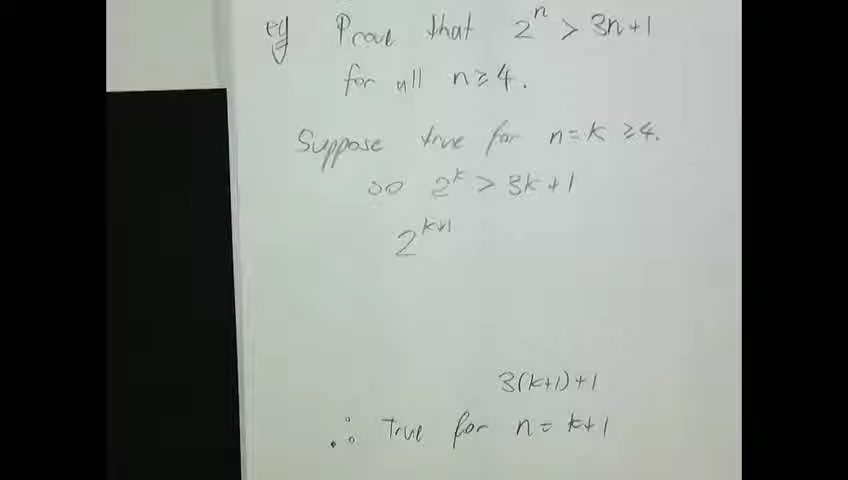 eg Prove that 2^n > 3n+1
for all n ≥ 4.
Suppose true for n = k ≥ 4.
so 2^k > 3k+1
2^{k+1}
3(k+1)+1
∴ True for n = k+1